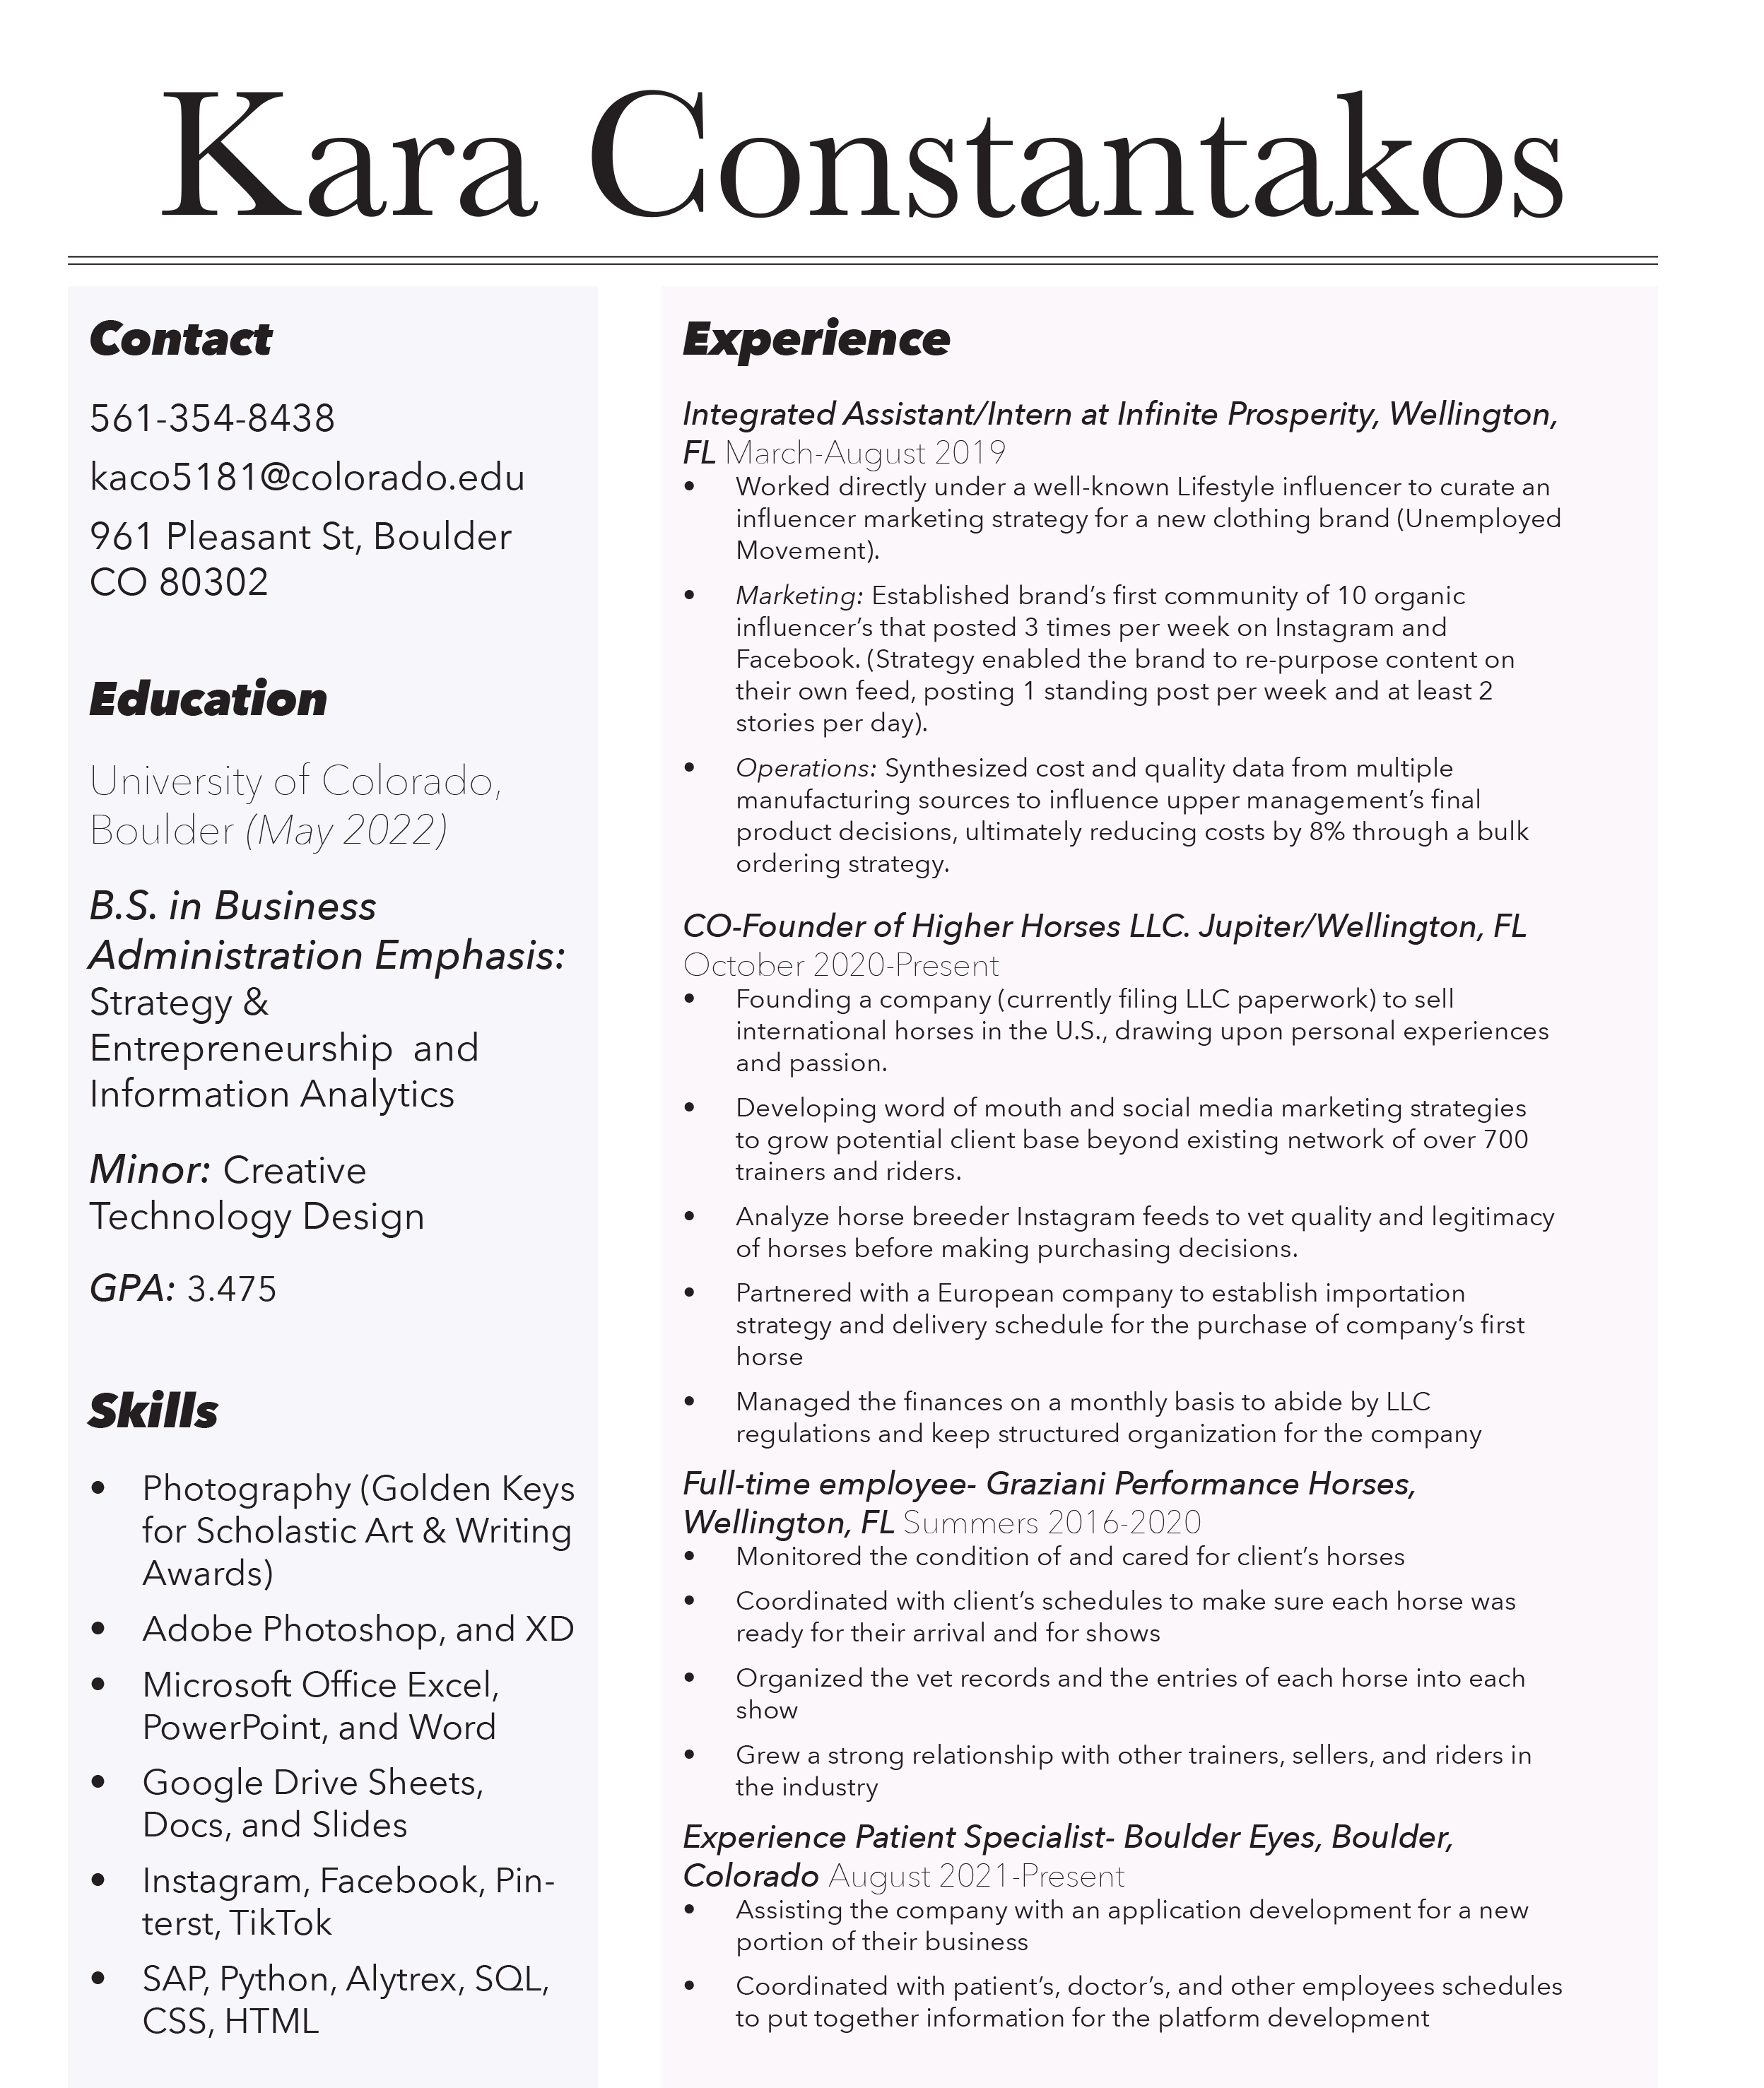 Kara Constantakos
Contact
561-354-8438
kaco5181@colorado.edu
961 Pleasant St, Boulder
CO 80302
Education
University of Colorado,
Boulder (May 2022)
B.S. in Business
Administration Emphasis:
Strategy &
Entrepreneurship and
Information Analytics
Minor: Creative
Technology Design
GPA: 3.475
Skills
• Photography (Golden Keys
for Scholastic Art & Writing
Awards)
• Adobe Photoshop, and XD
• Microsoft Office Excel,
PowerPoint, and Word
• Google Drive Sheets,
Docs, and Slides
• Instagram, Facebook, Pin-
terst, TikTok
• SAP, Python, Alytrex, SQL,
CSS, HTML
Experience
Integrated Assistant/Intern at Infinite Prosperity, Wellington,
FL March-August 2019
• Worked directly under a well-known Lifestyle influencer to curate an
influencer marketing strategy for a new clothing brand (Unemployed
Movement).
• Marketing: Established brand’s first community of 10 organic
influencer’s that posted 3 times per week on Instagram and
Facebook. (Strategy enabled the brand to re-purpose content on
their own feed, posting 1 standing post per week and at least 2
stories per day).
• Operations: Synthesized cost and quality data from multiple
manufacturing sources to influence upper management’s final
product decisions, ultimately reducing costs by 8% through a bulk
ordering strategy.
CO-Founder of Higher Horses LLC. Jupiter/Wellington, FL
October 2020-Present
• Founding a company (currently filing LLC paperwork) to sell
international horses in the U.S., drawing upon personal experiences
and passion.
• Developing word of mouth and social media marketing strategies
to grow potential client base beyond existing network of over 700
trainers and riders.
• Analyze horse breeder Instagram feeds to vet quality and legitimacy
of horses before making purchasing decisions.
• Partnered with a European company to establish importation
strategy and delivery schedule for the purchase of company’s first
horse
• Managed the finances on a monthly basis to abide by LLC
regulations and keep structured organization for the company
Full-time employee- Graziani Performance Horses,
Wellington, FL Summers 2016-2020
• Monitored the condition of and cared for client’s horses
• Coordinated with client’s schedules to make sure each horse was
ready for their arrival and for shows
• Organized the vet records and the entries of each horse into each
show
• Grew a strong relationship with other trainers, sellers, and riders in
the industry
Experience Patient Specialist- Boulder Eyes, Boulder,
Colorado August 2021-Present
• Assisting the company with an application development for a new
portion of their business
• Coordinated with patient’s, doctor’s, and other employees schedules
to put together information for the platform development